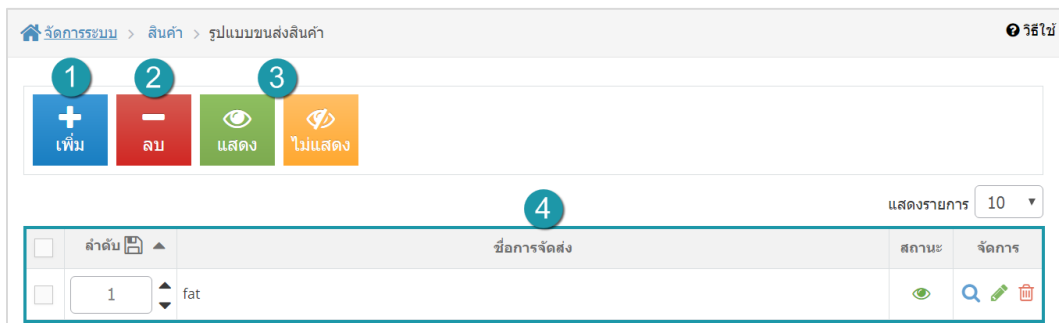 จัดการระบบ > สินค้า > รูปแบบขนส่งสินค้า
วิธีใช้
1 2 3
เพิ่ม ลบ แสดง ไม่แสดง
แสดงรายการ 10
4
ลำดับ ชื่อการจัดส่ง สถานะ จัดการ
1 fat